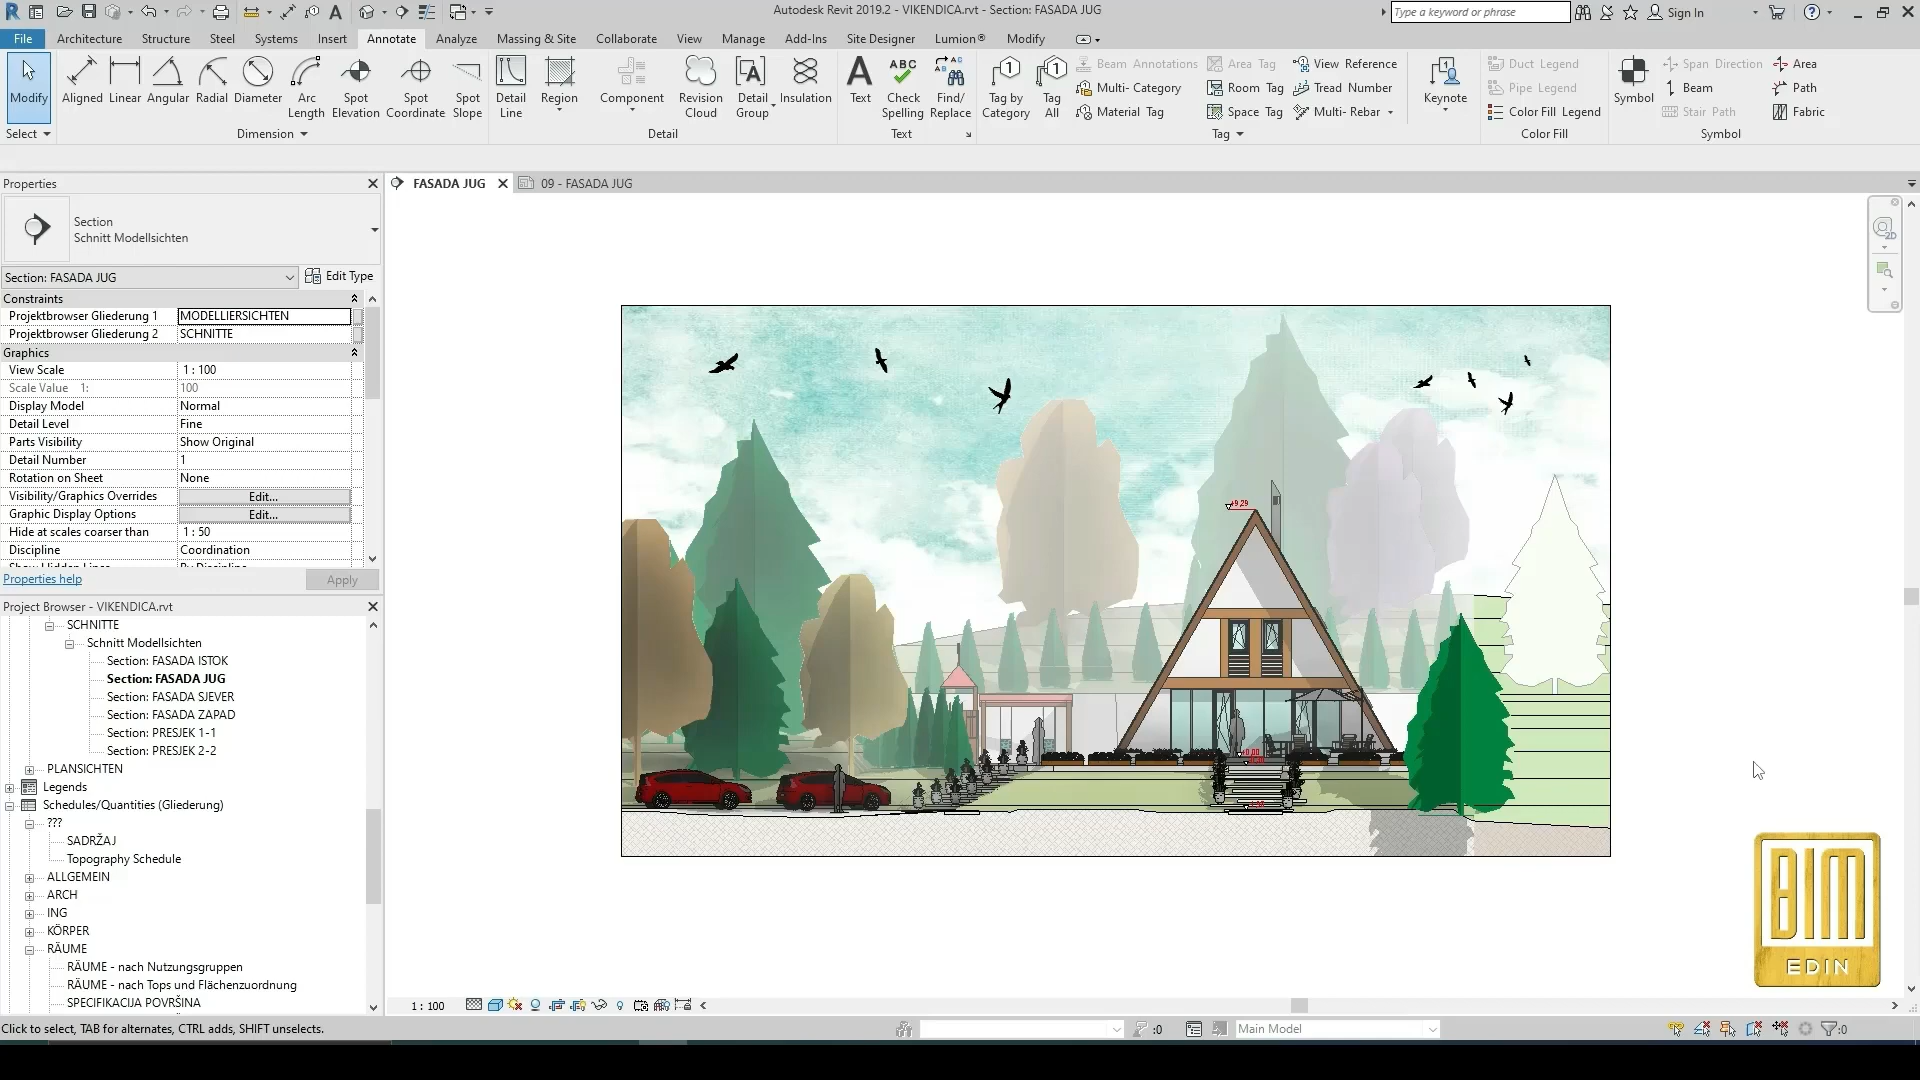 Autodesk Revit 2019.2 - VIKENDICA.rvt - Section: FASADA JUG
Type a keyword or phrase
Sign In
File Architecture Structure Steel Systems Insert Annotate Analyze Massing & Site Collaborate View Manage Add-Ins Site Designer Lumion® Modify
Modify
Select
Aligned Linear Angular Radial Diameter Arc Length Spot Elevation Spot Coordinate Spot Slope
Dimension
Detail Line Region Component Revision Cloud Detail Group Insulation
Detail
Text Check Spelling Find/ Replace
Text
Tag by Category Tag All
Beam Annotations Area Tag View Reference
Multi- Category Room Tag Tread Number
Material Tag Space Tag Multi- Rebar
Tag
Keynote
Duct Legend
Pipe Legend
Color Fill Legend
Color Fill
Symbol
Span Direction Area
Beam Path
Stair Path Fabric
Symbol
Properties
Section
Schnitt Modellsichten
Section: FASADA JUG Edit Type
Constraints
Projektbrowser Gliederung 1 MODELLIERSICHTEN
Projektbrowser Gliederung 2 SCHNITTE
Graphics
View Scale 1 : 100
Scale Value 1: 100
Display Model Normal
Detail Level Fine
Parts Visibility Show Original
Detail Number 1
Rotation on Sheet None
Visibility/Graphics Overrides Edit...
Graphic Display Options Edit...
Hide at scales coarser than 1 : 50
Discipline Coordination
Properties help Apply
Project Browser - VIKENDICA.rvt
SCHNITTE
Schnitt Modellsichten
Section: FASADA ISTOK
Section: FASADA JUG
Section: FASADA SJEVER
Section: FASADA ZAPAD
Section: PRESJEK 1-1
Section: PRESJEK 2-2
PLANSICHTEN
Legends
Schedules/Quantities (Gliederung)
???
SADRŽAJ
Topography Schedule
ALLGEMEIN
ARCH
ING
KÖRPER
RÄUME
RÄUME - nach Nutzungsgruppen
RÄUME - nach Tops und Flächenzuordnung
SPECIFIKACIJA POVRŠINA
FASADA JUG 09 - FASADA JUG
2D
+9.29
BIM
EDIN
1 : 100
Click to select, TAB for alternates, CTRL adds, SHIFT unselects.
:0
Main Model
:0